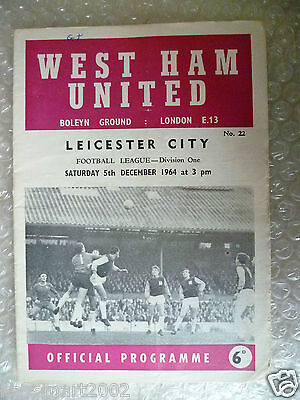 WEST HAM
UNITED
BOLEYN GROUND : LONDON E.13
No. 22
LEICESTER CITY
FOOTBALL LEAGUE—Division One
SATURDAY 5th DECEMBER 1964 at 3 pm
OFFICIAL PROGRAMME
6D